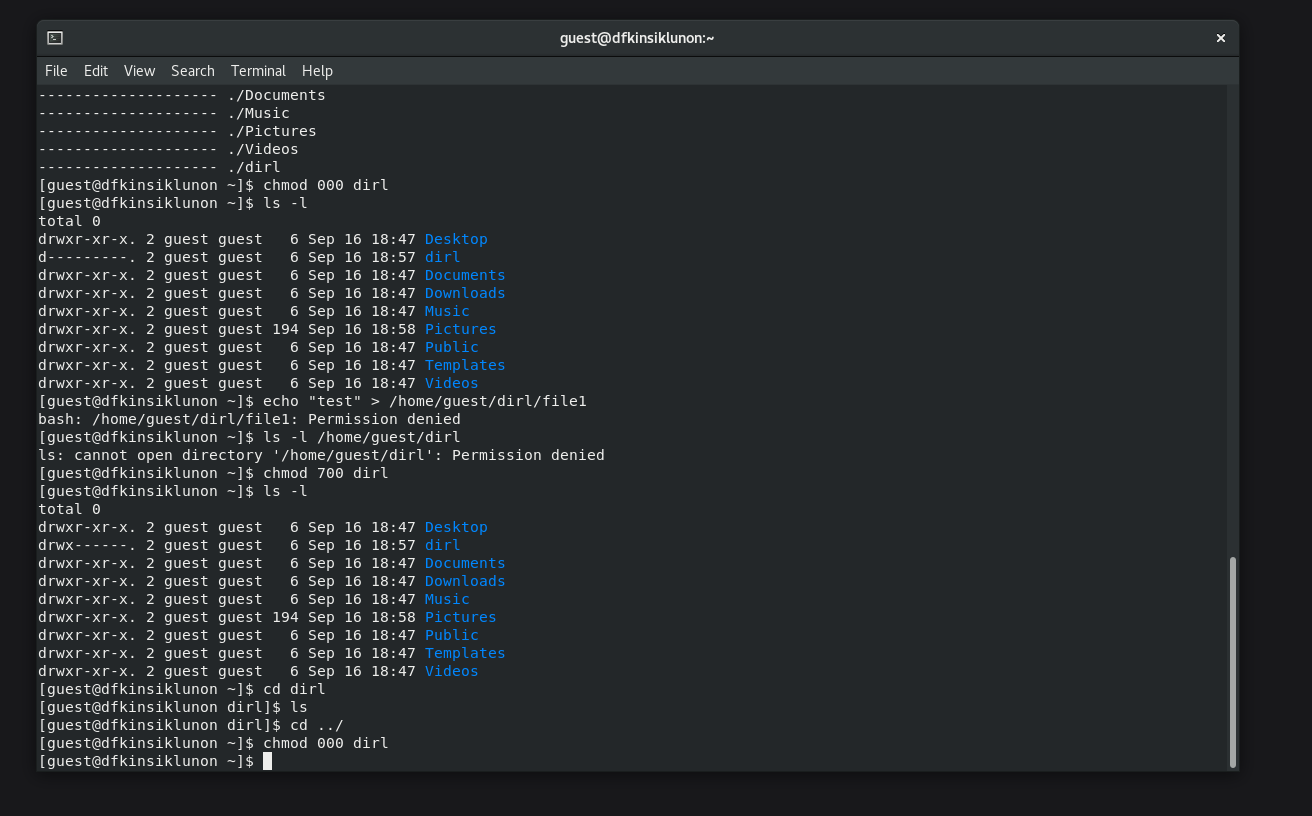 guest@dfkinsiklunon:~ ×
File Edit View Search Terminal Help
-------------------- ./Documents
-------------------- ./Music
-------------------- ./Pictures
-------------------- ./Videos
-------------------- ./dirl
[guest@dfkinsiklunon ~]$ chmod 000 dirl
[guest@dfkinsiklunon ~]$ ls -l
total 0
drwxr-xr-x. 2 guest guest   6 Sep 16 18:47 Desktop
d---------. 2 guest guest   6 Sep 16 18:57 dirl
drwxr-xr-x. 2 guest guest   6 Sep 16 18:47 Documents
drwxr-xr-x. 2 guest guest   6 Sep 16 18:47 Downloads
drwxr-xr-x. 2 guest guest   6 Sep 16 18:47 Music
drwxr-xr-x. 2 guest guest 194 Sep 16 18:58 Pictures
drwxr-xr-x. 2 guest guest   6 Sep 16 18:47 Public
drwxr-xr-x. 2 guest guest   6 Sep 16 18:47 Templates
drwxr-xr-x. 2 guest guest   6 Sep 16 18:47 Videos
[guest@dfkinsiklunon ~]$ echo "test" > /home/guest/dirl/file1
bash: /home/guest/dirl/file1: Permission denied
[guest@dfkinsiklunon ~]$ ls -l /home/guest/dirl
ls: cannot open directory '/home/guest/dirl': Permission denied
[guest@dfkinsiklunon ~]$ chmod 700 dirl
[guest@dfkinsiklunon ~]$ ls -l
total 0
drwxr-xr-x. 2 guest guest   6 Sep 16 18:47 Desktop
drwx------. 2 guest guest   6 Sep 16 18:57 dirl
drwxr-xr-x. 2 guest guest   6 Sep 16 18:47 Documents
drwxr-xr-x. 2 guest guest   6 Sep 16 18:47 Downloads
drwxr-xr-x. 2 guest guest   6 Sep 16 18:47 Music
drwxr-xr-x. 2 guest guest 194 Sep 16 18:58 Pictures
drwxr-xr-x. 2 guest guest   6 Sep 16 18:47 Public
drwxr-xr-x. 2 guest guest   6 Sep 16 18:47 Templates
drwxr-xr-x. 2 guest guest   6 Sep 16 18:47 Videos
[guest@dfkinsiklunon ~]$ cd dirl
[guest@dfkinsiklunon dirl]$ ls
[guest@dfkinsiklunon dirl]$ cd ../
[guest@dfkinsiklunon ~]$ chmod 000 dirl
[guest@dfkinsiklunon ~]$